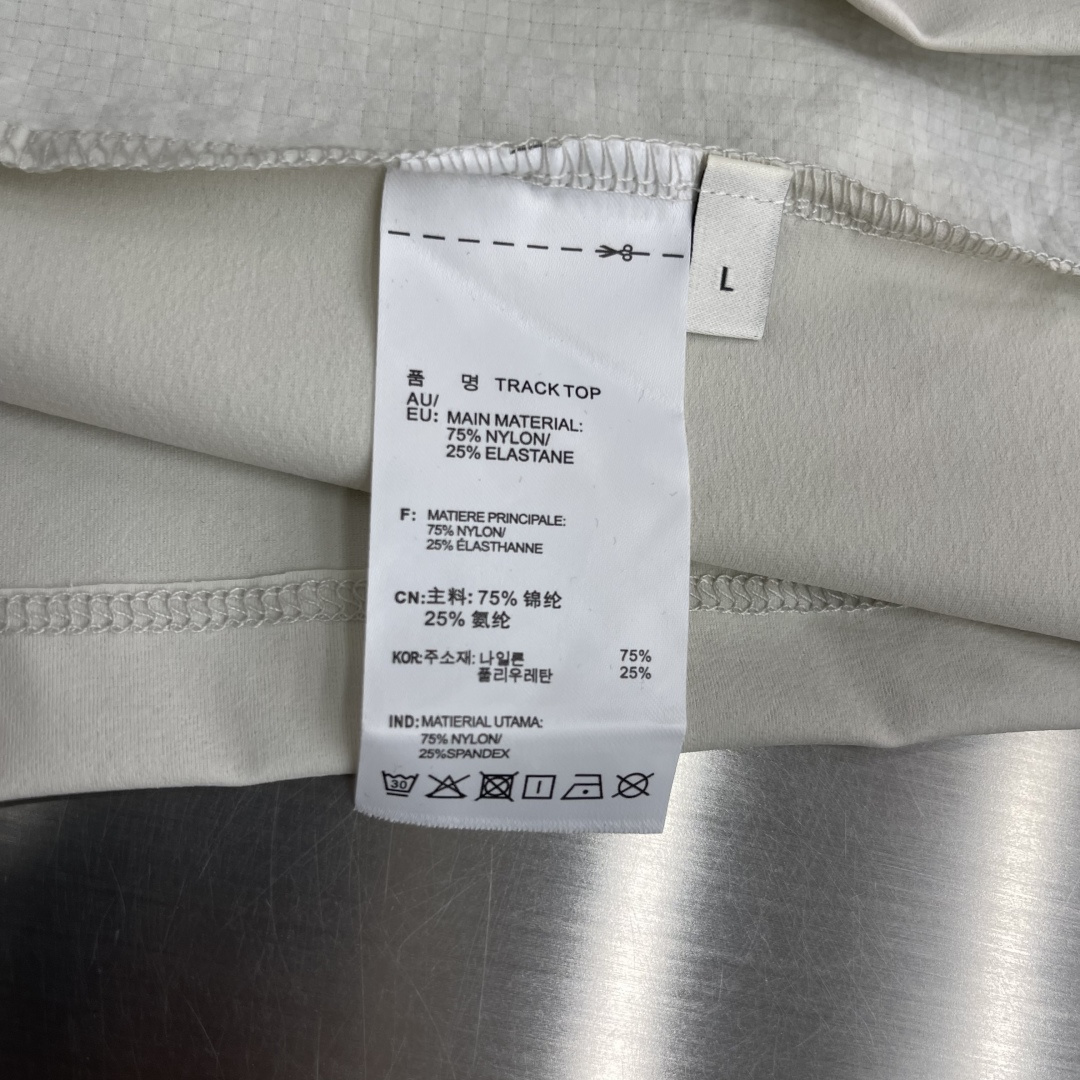 L
품 명 TRACK TOP
AU/
EU: MAIN MATERIAL:
75% NYLON/
25% ELASTANE
F: MATIERE PRINCIPALE:
75% NYLON/
25% ÉLASTHANNE
CN:主料: 75% 锦纶
25% 氨纶
KOR:주소재: 나일론 75%
폴리우레탄 25%
IND: MATIERIAL UTAMA:
75% NYLON/
25%SPANDEX
30